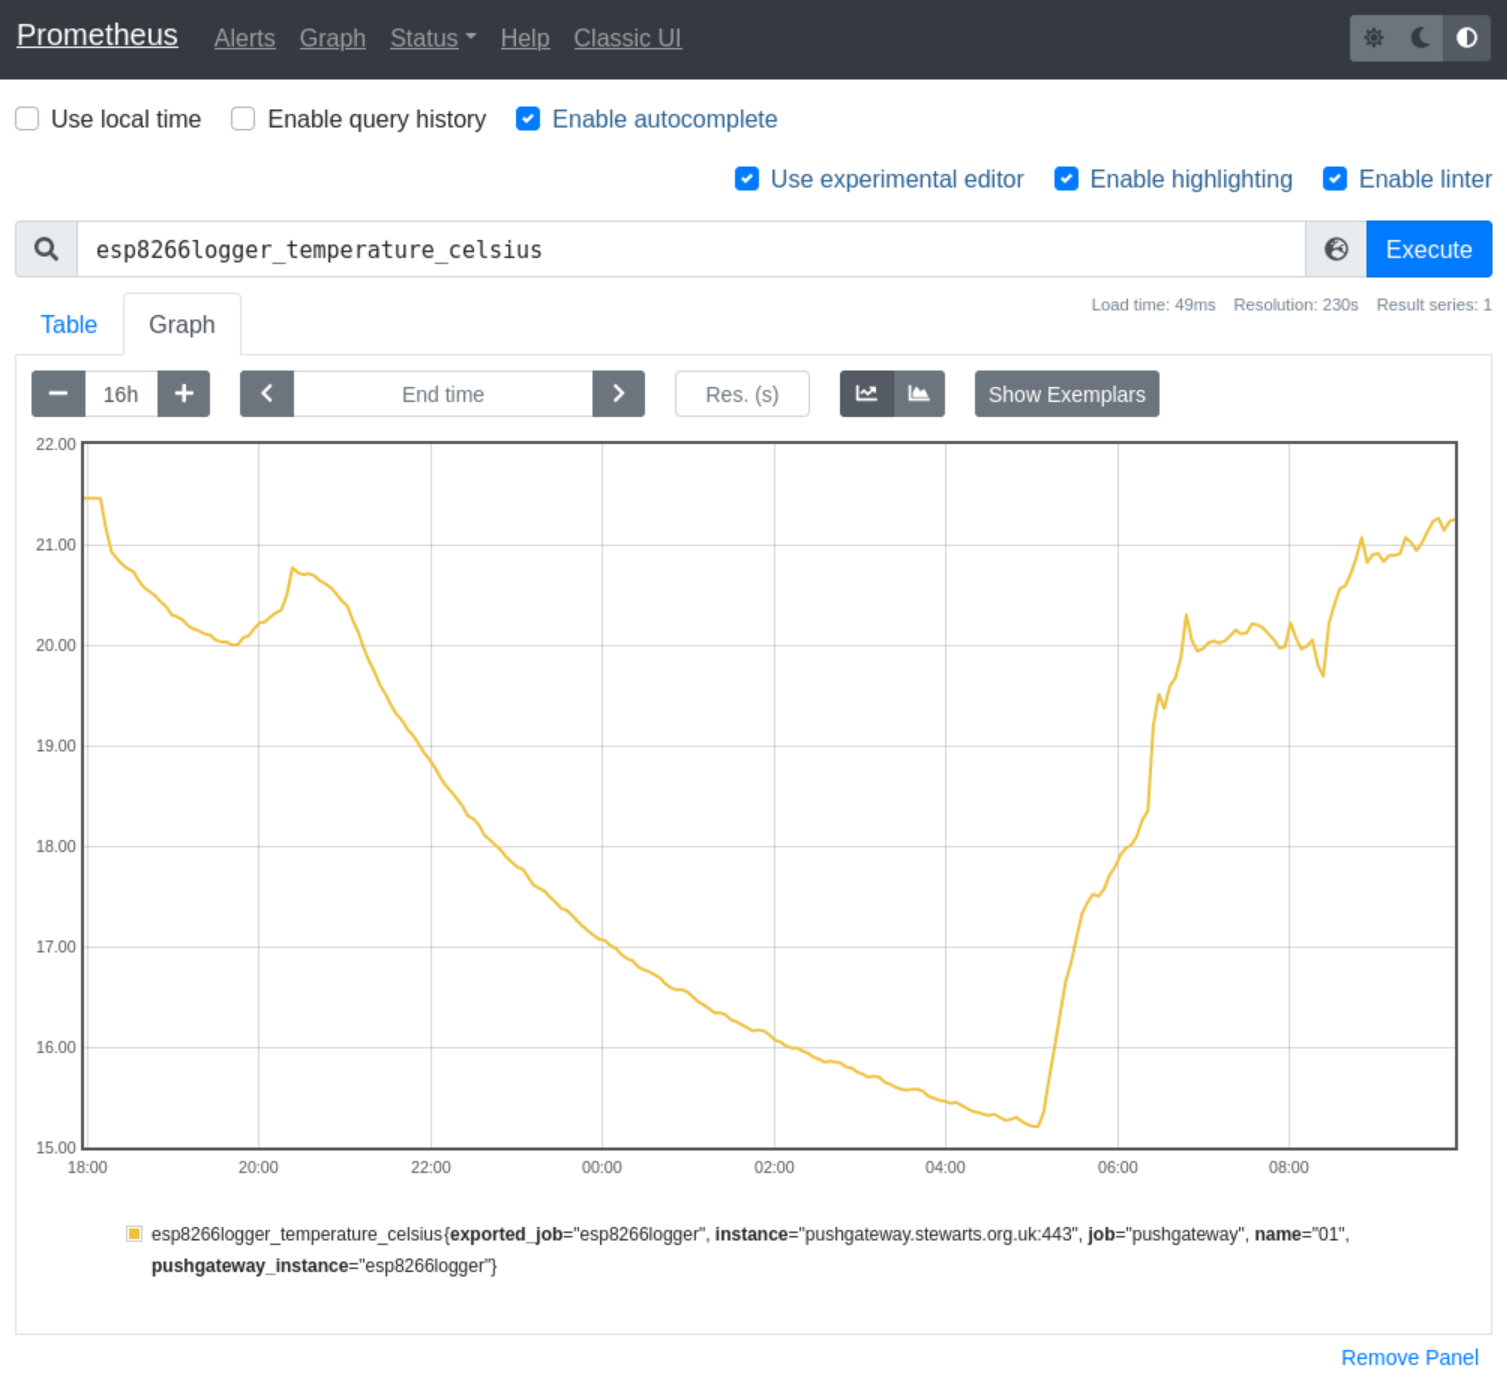 Prometheus Alerts Graph Status Help Classic UI
Use local time Enable query history Enable autocomplete
Use experimental editor Enable highlighting Enable linter
esp8266logger_temperature_celsius Execute
Load time: 49ms Resolution: 230s Result series: 1
Table Graph
16h End time Res. (s) Show Exemplars
22.00
21.00
20.00
19.00
18.00
17.00
16.00
15.00
18:00 20:00 22:00 00:00 02:00 04:00 06:00 08:00
esp8266logger_temperature_celsius{exported_job="esp8266logger", instance="pushgateway.stewarts.org.uk:443", job="pushgateway", name="01",
pushgateway_instance="esp8266logger"}
Remove Panel